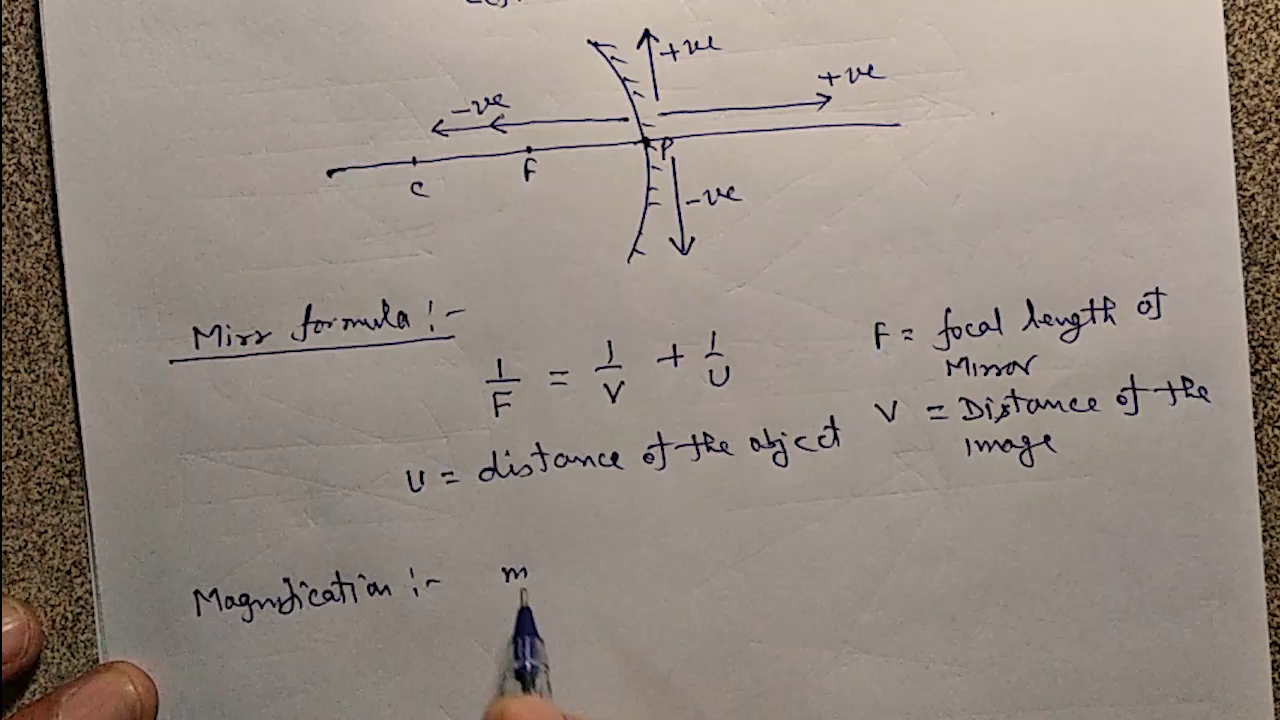 +ve
+ve
-ve
P
F
C
-ve
Mirr formula :-
1/F = 1/V + 1/U
F = focal length of
Mirror
V = Distance of the
image
U = distance of the object
Magnification :- m